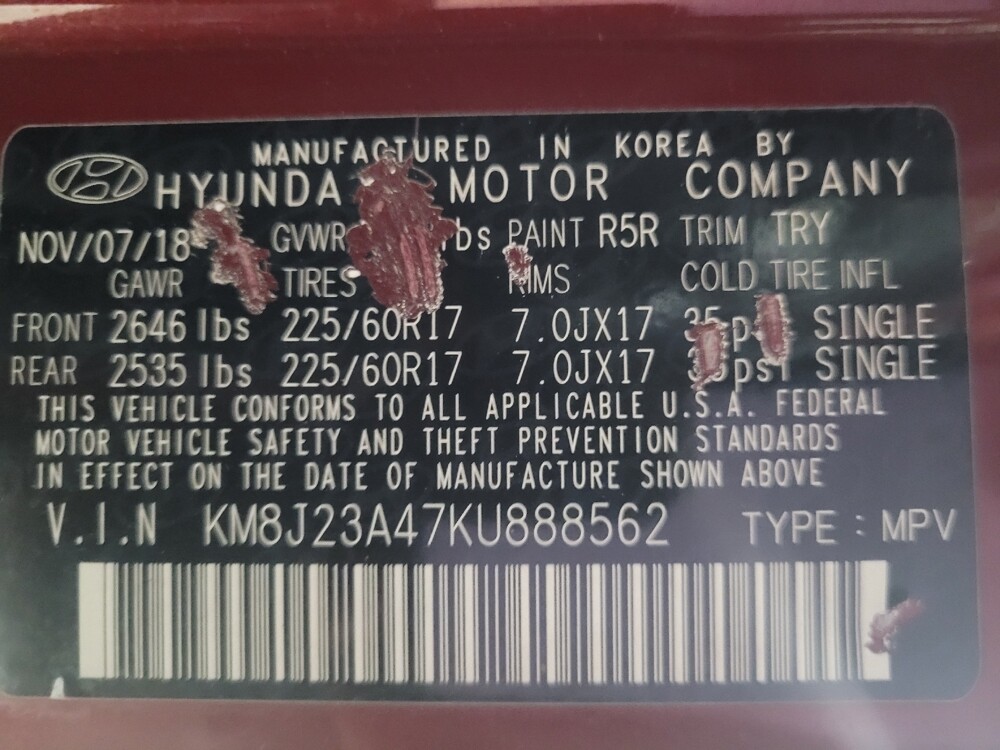 MANUFACTURED IN KOREA BY
HYUNDA MOTOR COMPANY
NOV/07/18 GVWR lbs PAINT R5R TRIM TRY
GAWR TIRES RIMS COLD TIRE INFL
FRONT 2646 lbs 225/60R17 7.0JX17 SINGLE
REAR 2535 lbs 225/60R17 7.0JX17 SINGLE
THIS VEHICLE CONFORMS TO ALL APPLICABLE U.S.A. FEDERAL
MOTOR VEHICLE SAFETY AND THEFT PREVENTION STANDARDS
IN EFFECT ON THE DATE OF MANUFACTURE SHOWN ABOVE
V.I.N KM8J23A47KU888562 TYPE : MPV